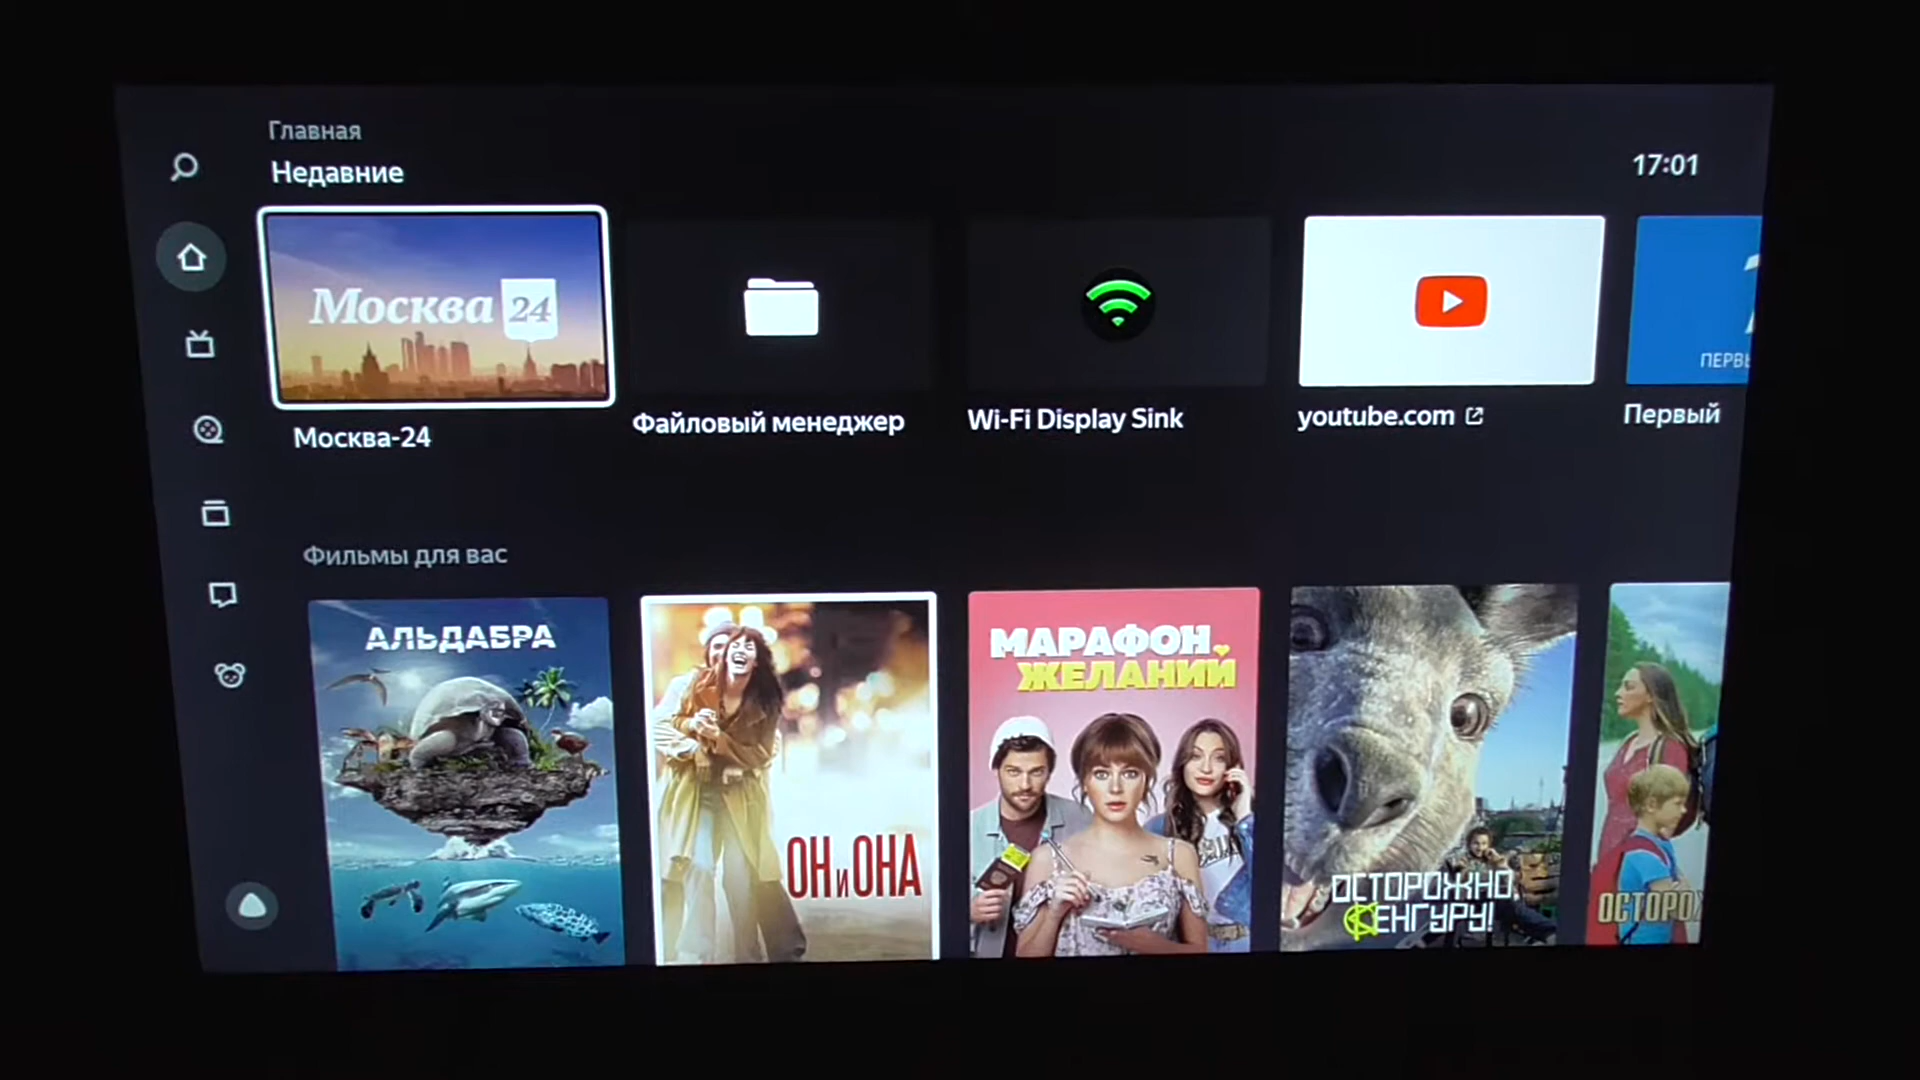 Главная
Недавние
17:01
Москва 24
Москва-24
Файловый менеджер
Wi-Fi Display Sink
youtube.com
Первый
Фильмы для вас
АЛЬДАБРА
ОН И ОНА
МАРАФОН
ЖЕЛАНИЙ
ОСТОРОЖНО,
КЕНГУРУ!